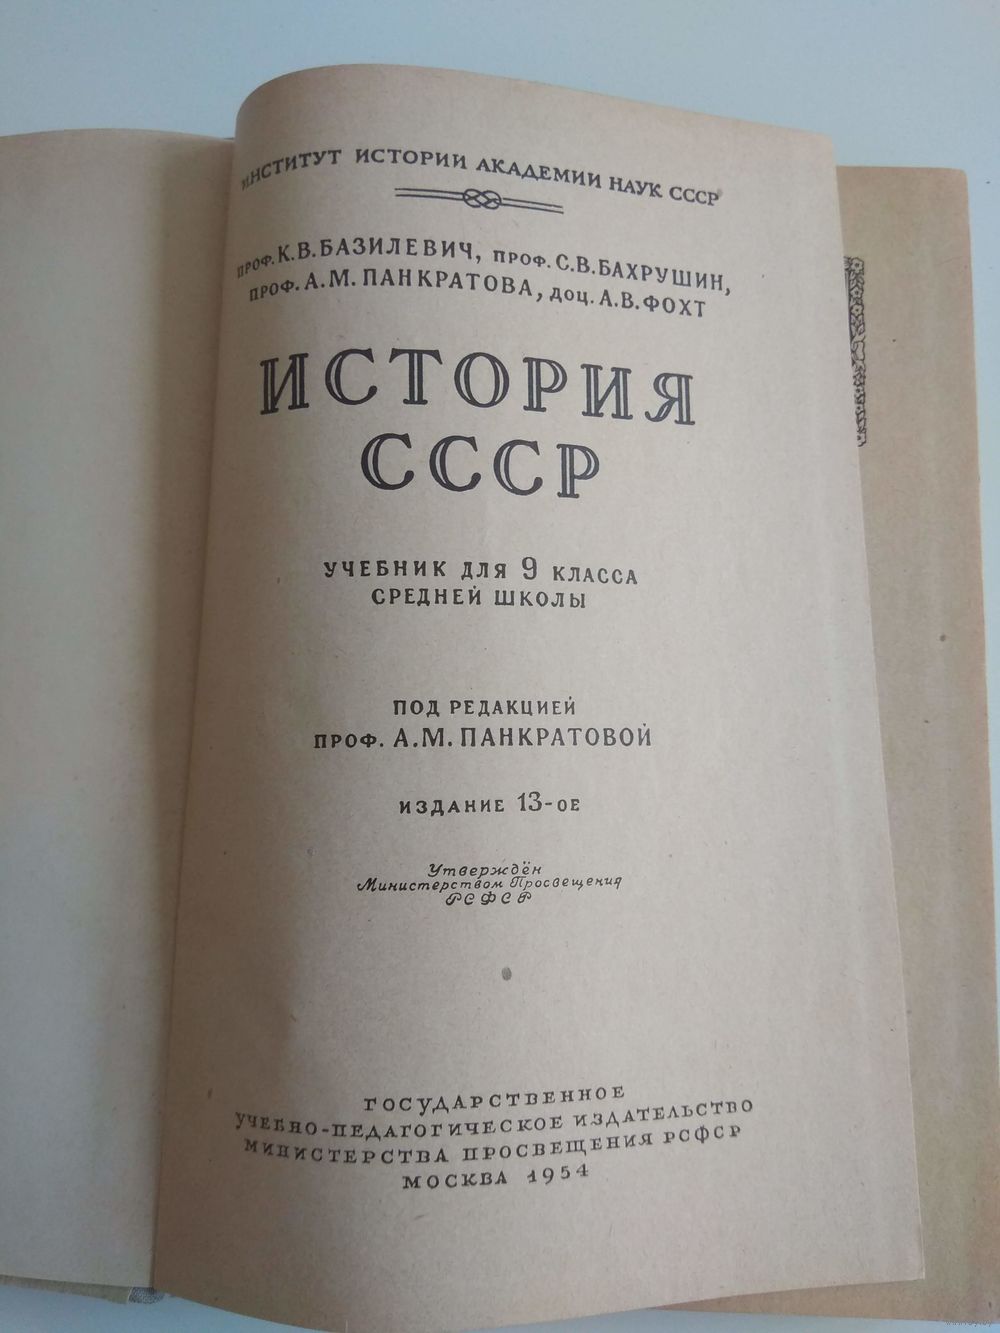 ИНСТИТУТ ИСТОРИИ АКАДЕМИИ НАУК СССР
ПРОФ. К.В.БАЗИЛЕВИЧ, ПРОФ. С.В.БАХРУШИН,
ПРОФ. А.М.ПАНКРАТОВА, ДОЦ. А.В.ФОХТ
ИСТОРИЯ
СССР
УЧЕБНИК ДЛЯ 9 КЛАССА
СРЕДНЕЙ ШКОЛЫ
ПОД РЕДАКЦИЕЙ
ПРОФ. А.М.ПАНКРАТОВОЙ
ИЗДАНИЕ 13-ОЕ
Утверждён
Министерством Просвещения
РСФСР
ГОСУДАРСТВЕННОЕ
УЧЕБНО-ПЕДАГОГИЧЕСКОЕ ИЗДАТЕЛЬСТВО
МИНИСТЕРСТВА ПРОСВЕЩЕНИЯ РСФСР
МОСКВА 1954